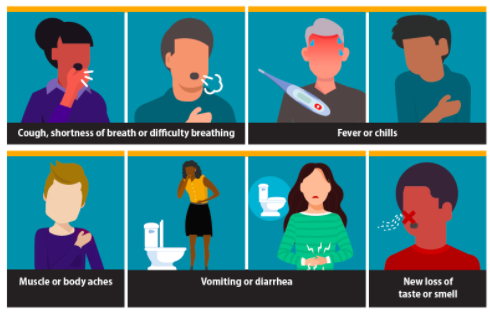 Cough, shortness of breath or difficulty breathing
Fever or chills
Muscle or body aches
Vomiting or diarrhea
New loss of
taste or smell